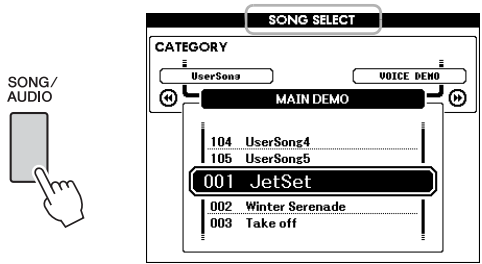 SONG SELECT
CATEGORY
UserSong
VOICE DEMO
MAIN DEMO
104 UserSong4
105 UserSong5
001 JetSet
002 Winter Serenade
003 Take off
SONG/
AUDIO